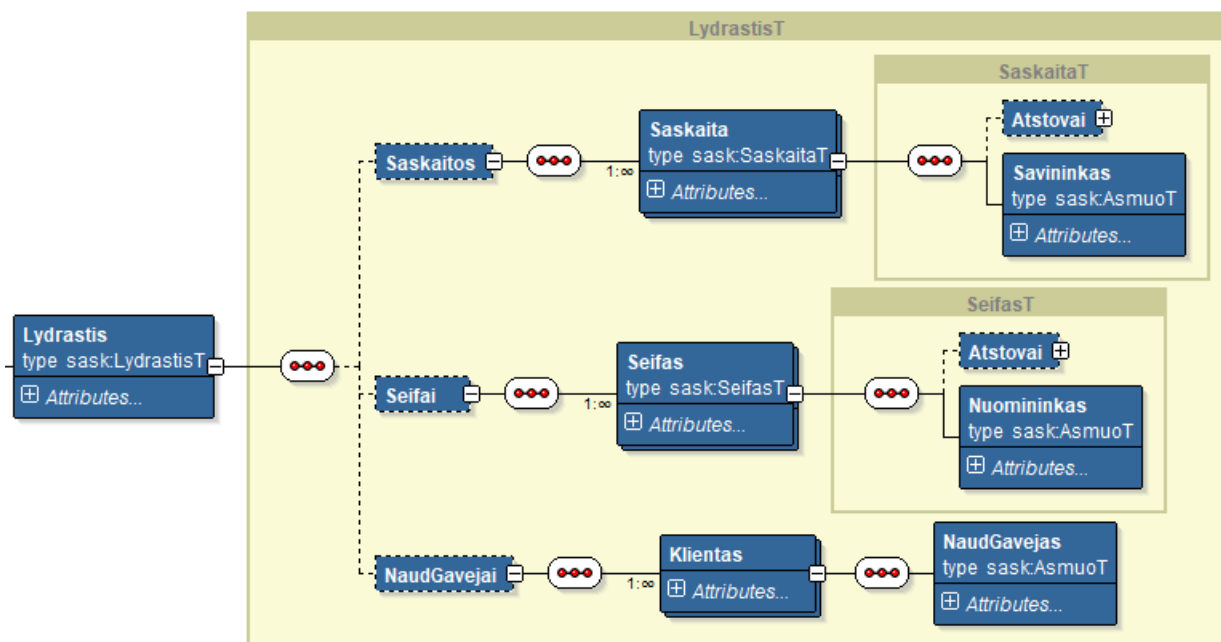 LydrastisT
SaskaitaT
Atstovai
Saskaita
type sask:SaskaitaT
Attributes...
1:∞
Saskaitos
Savininkas
type sask:AsmuoT
Attributes...
SeifasT
Lydrastis
type sask:LydrastisT
Attributes...
Atstovai
Seifas
type sask:SeifasT
Attributes...
1:∞
Seifai
Nuomininkas
type sask:AsmuoT
Attributes...
NaudGavejai
1:∞
Klientas
Attributes...
NaudGavejas
type sask:AsmuoT
Attributes...